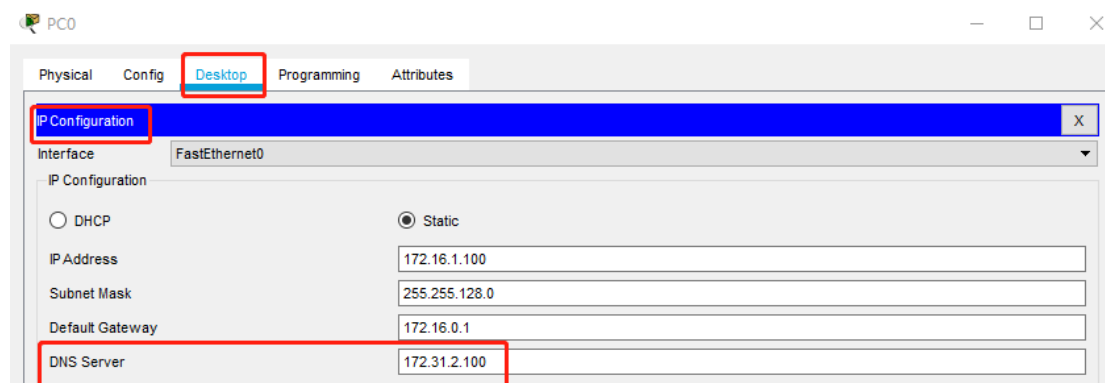 PC0
Physical Config Desktop Programming Attributes
IP Configuration X
Interface FastEthernet0
IP Configuration
DHCP Static
IP Address 172.16.1.100
Subnet Mask 255.255.128.0
Default Gateway 172.16.0.1
DNS Server 172.31.2.100